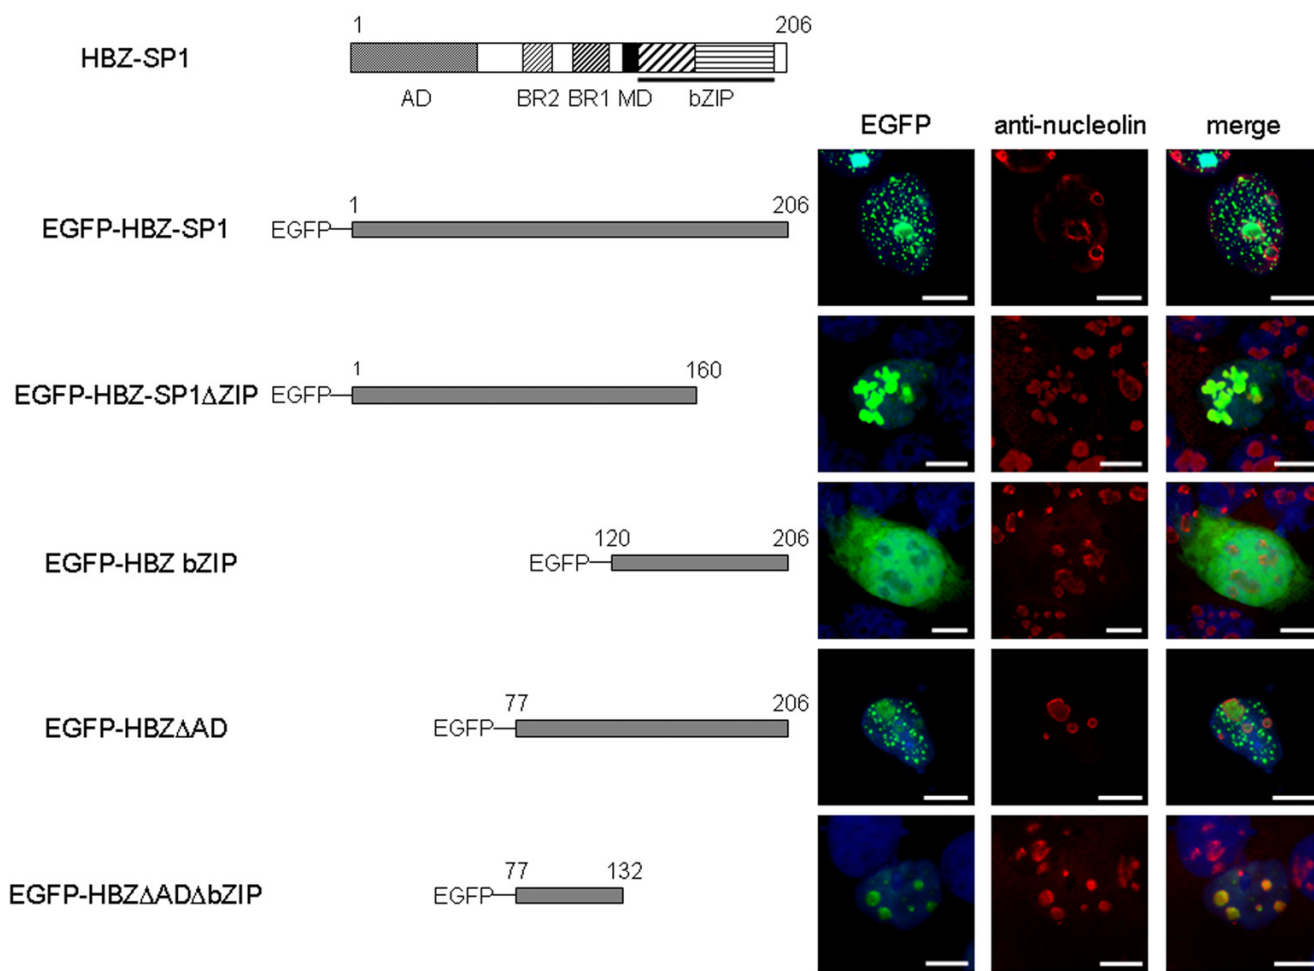 1 206
HBZ-SP1
AD BR2 BR1 MD bZIP
EGFP anti-nucleolin merge
1 206
EGFP-HBZ-SP1 EGFP
1 160
EGFP-HBZ-SP1ΔZIP EGFP
120 206
EGFP-HBZ bZIP EGFP
77 206
EGFP-HBZΔAD EGFP
77 132
EGFP-HBZΔADΔbZIP EGFP